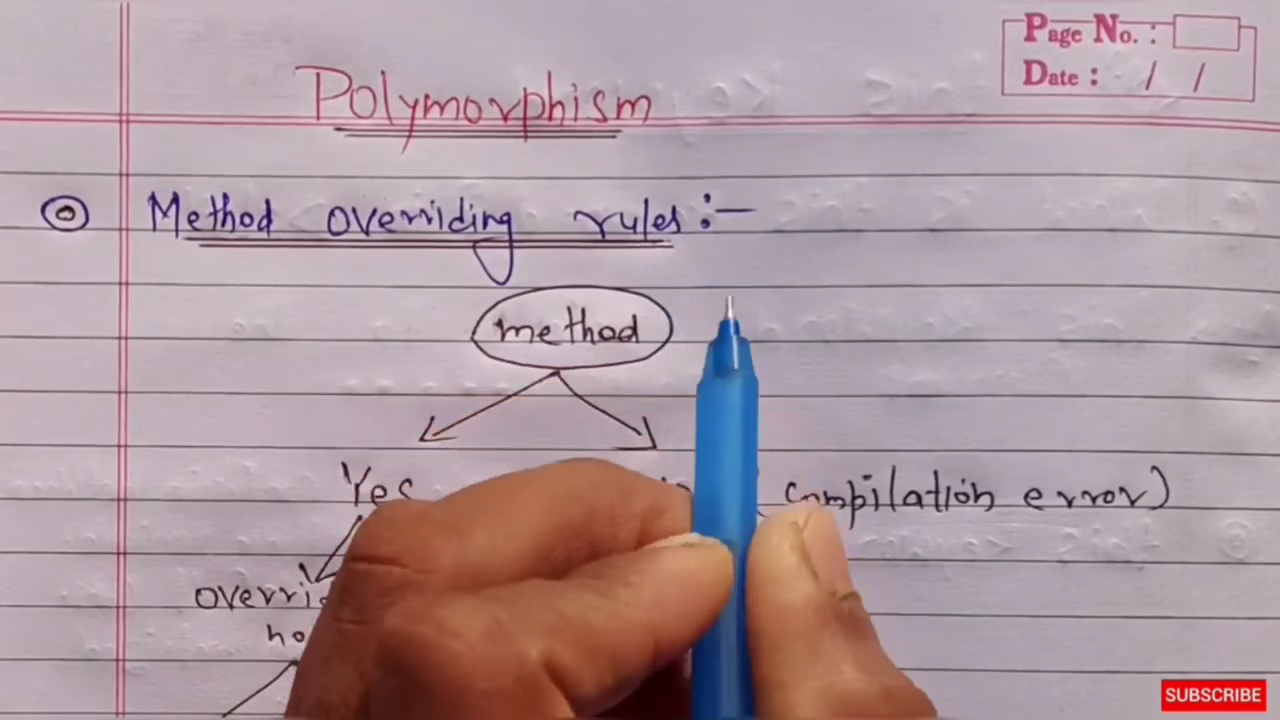 Page No. :
Date : / /
Polymorphism
Method overriding rules:-
method
Yes compilation error)
SUBSCRIBE